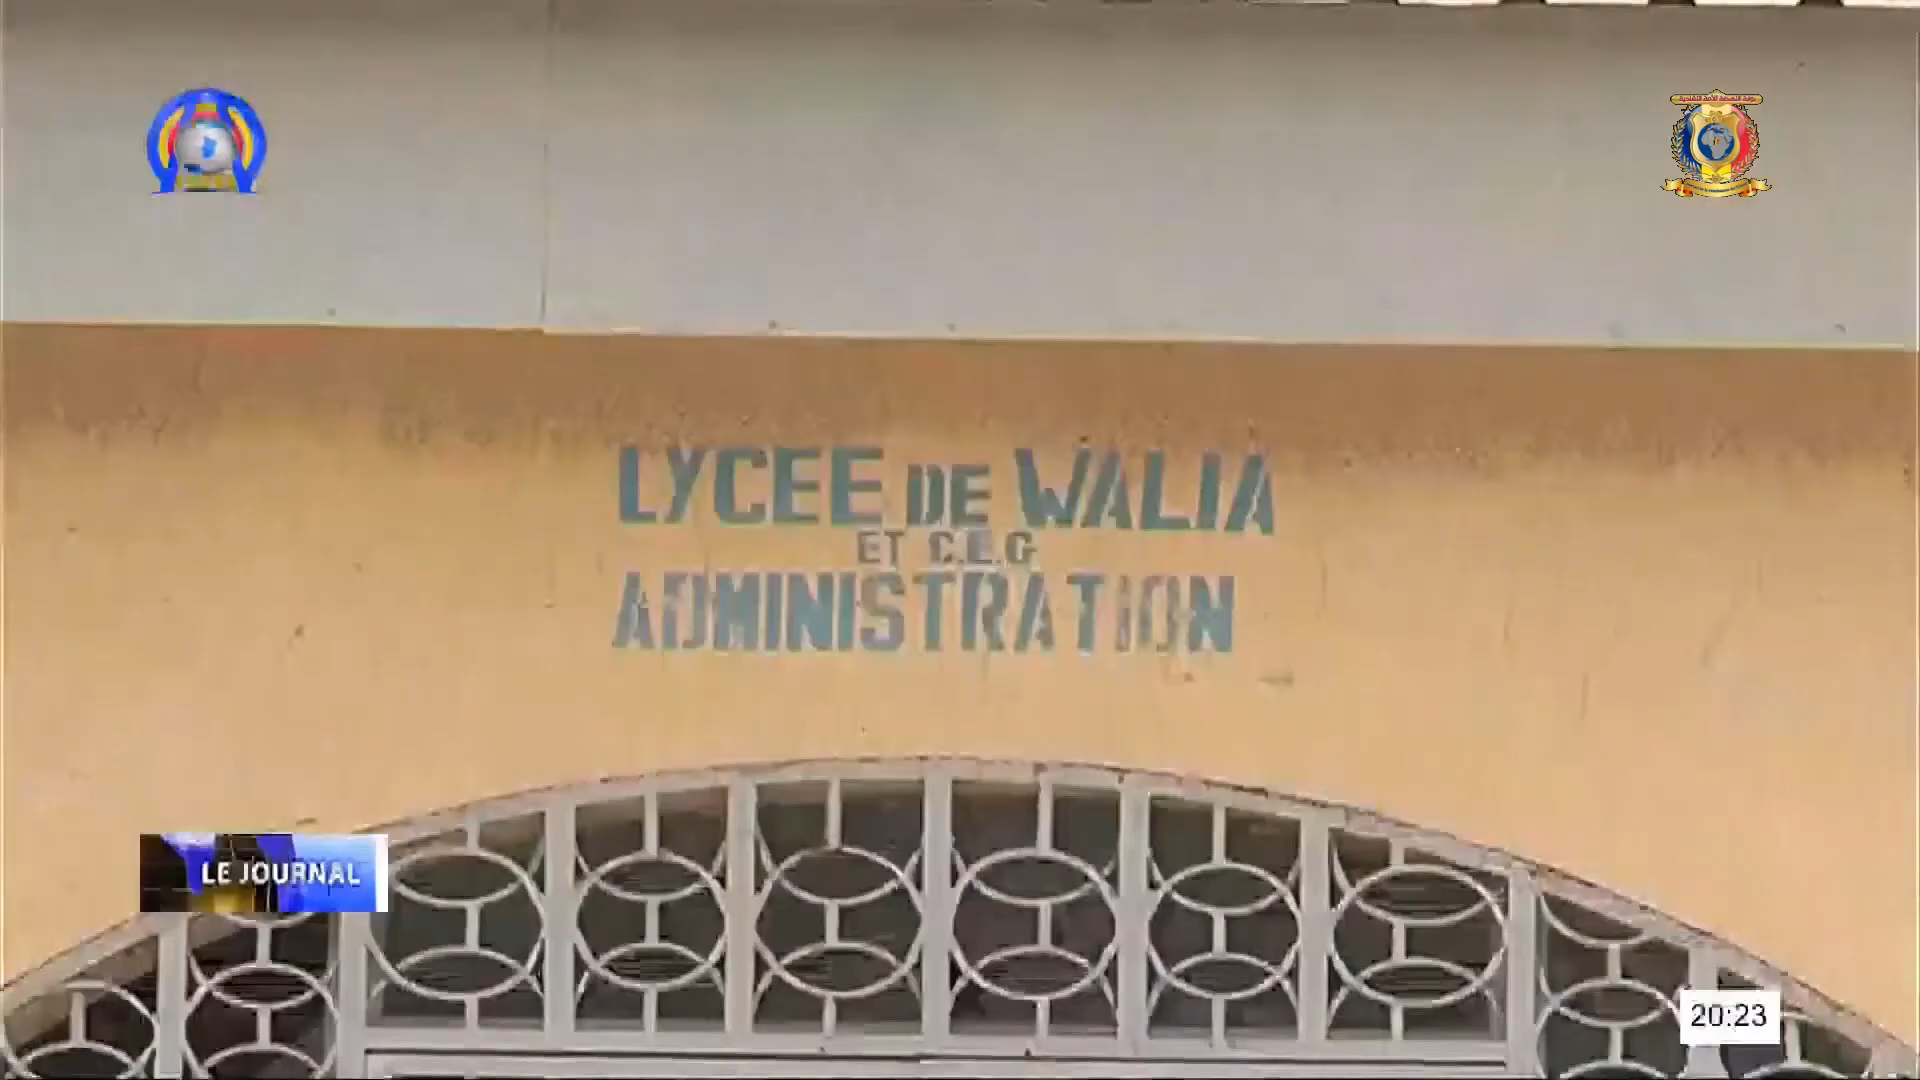 LYCEE DE WALIA
ET C.E.G
ADMINISTRATION
LE JOURNAL
20:23